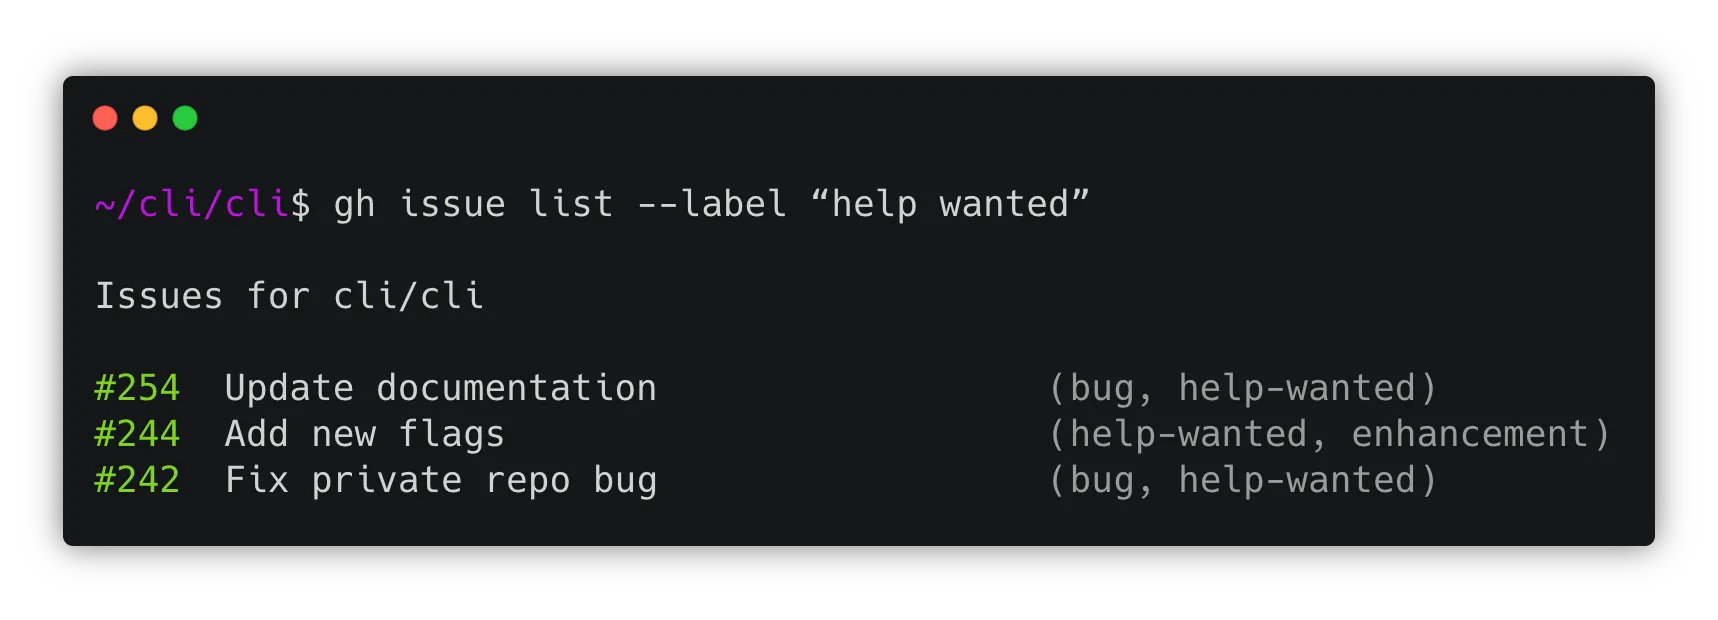 ~/cli/cli$ gh issue list --label “help wanted”
Issues for cli/cli
#254 Update documentation (bug, help-wanted)
#244 Add new flags (help-wanted, enhancement)
#242 Fix private repo bug (bug, help-wanted)